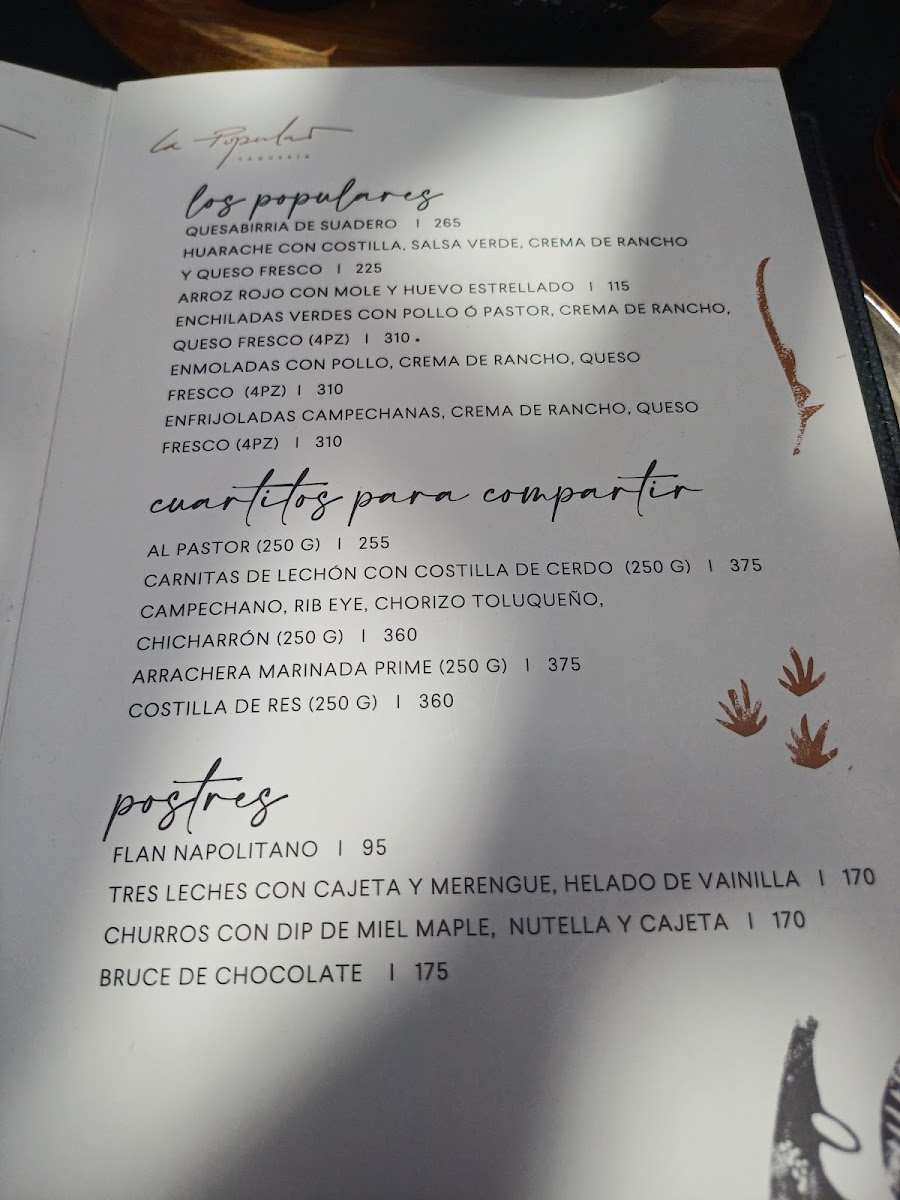 La Popular
TAQUERÍA
los populares
QUESABIRRIA DE SUADERO | 265
HUARACHE CON COSTILLA, SALSA VERDE, CREMA DE RANCHO
Y QUESO FRESCO | 225
ARROZ ROJO CON MOLE Y HUEVO ESTRELLADO | 115
ENCHILADAS VERDES CON POLLO Ó PASTOR, CREMA DE RANCHO,
QUESO FRESCO (4PZ) | 310 .
ENMOLADAS CON POLLO, CREMA DE RANCHO, QUESO
FRESCO (4PZ) | 310
ENFRIJOLADAS CAMPECHANAS, CREMA DE RANCHO, QUESO
FRESCO (4PZ) | 310
cuartitos para compartir
AL PASTOR (250 G) | 255
CARNITAS DE LECHÓN CON COSTILLA DE CERDO (250 G) | 375
CAMPECHANO, RIB EYE, CHORIZO TOLUQUEÑO,
CHICHARRÓN (250 G) | 360
ARRACHERA MARINADA PRIME (250 G) | 375
COSTILLA DE RES (250 G) | 360
postres
FLAN NAPOLITANO | 95
TRES LECHES CON CAJETA Y MERENGUE, HELADO DE VAINILLA | 170
CHURROS CON DIP DE MIEL MAPLE, NUTELLA Y CAJETA | 170
BRUCE DE CHOCOLATE | 175